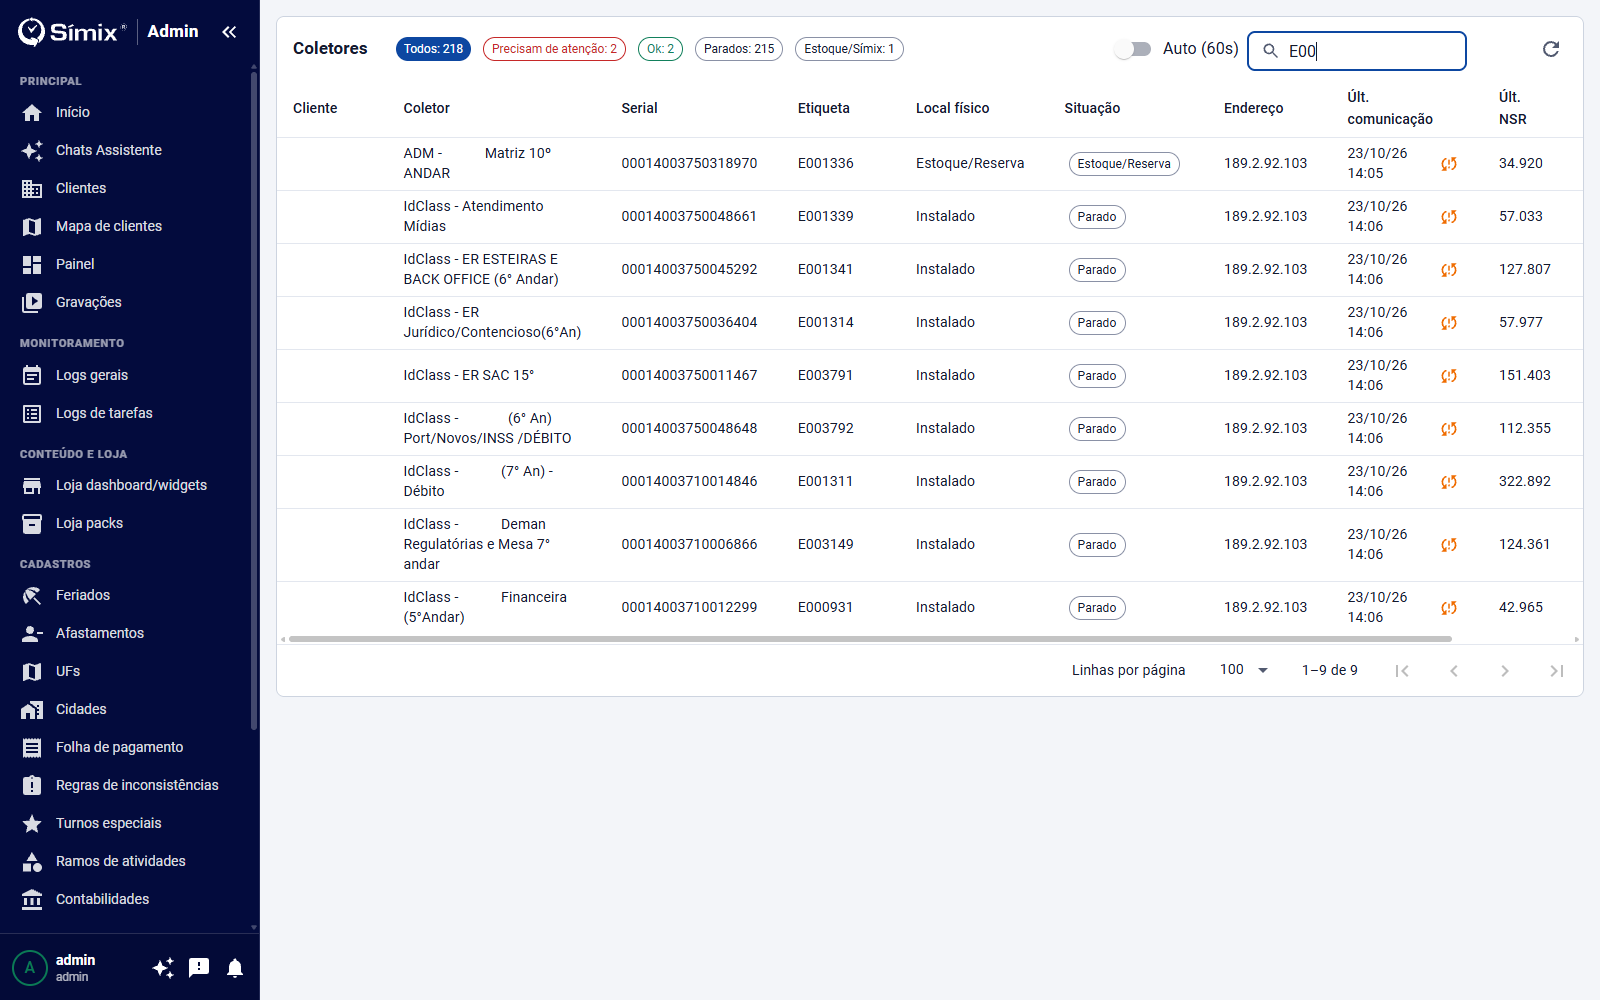 Símix® Admin
PRINCIPAL
Início
Chats Assistente
Clientes
Mapa de clientes
Painel
Gravações
MONITORAMENTO
Logs gerais
Logs de tarefas
CONTEÚDO E LOJA
Loja dashboard/widgets
Loja packs
CADASTROS
Feriados
Afastamentos
UFs
Cidades
Folha de pagamento
Regras de inconsistências
Turnos especiais
Ramos de atividades
Contabilidades
A admin
admin
Coletores Todos: 218 Precisam de atenção: 2 Ok: 2 Parados: 215 Estoque/Símix: 1 Auto (60s) E00
Cliente Coletor Serial Etiqueta Local físico Situação Endereço Últ. comunicação Últ. NSR
ADM - Matriz 10º ANDAR 00014003750318970 E001336 Estoque/Reserva Estoque/Reserva 189.2.92.103 23/10/26 14:05 34.920
IdClass - Atendimento Mídias 00014003750048661 E001339 Instalado Parado 189.2.92.103 23/10/26 14:06 57.033
IdClass - ER ESTEIRAS E BACK OFFICE (6° Andar) 00014003750045292 E001341 Instalado Parado 189.2.92.103 23/10/26 14:06 127.807
IdClass - ER Jurídico/Contencioso(6°An) 00014003750036404 E001314 Instalado Parado 189.2.92.103 23/10/26 14:06 57.977
IdClass - ER SAC 15° 00014003750011467 E003791 Instalado Parado 189.2.92.103 23/10/26 14:06 151.403
IdClass - (6° An) Port/Novos/INSS /DÉBITO 00014003750048648 E003792 Instalado Parado 189.2.92.103 23/10/26 14:06 112.355
IdClass - (7° An) - Débito 00014003710014846 E001311 Instalado Parado 189.2.92.103 23/10/26 14:06 322.892
IdClass - Deman Regulatórias e Mesa 7° andar 00014003710006866 E003149 Instalado Parado 189.2.92.103 23/10/26 14:06 124.361
IdClass - Financeira (5°Andar) 00014003710012299 E000931 Instalado Parado 189.2.92.103 23/10/26 14:06 42.965
Linhas por página 100 1–9 de 9